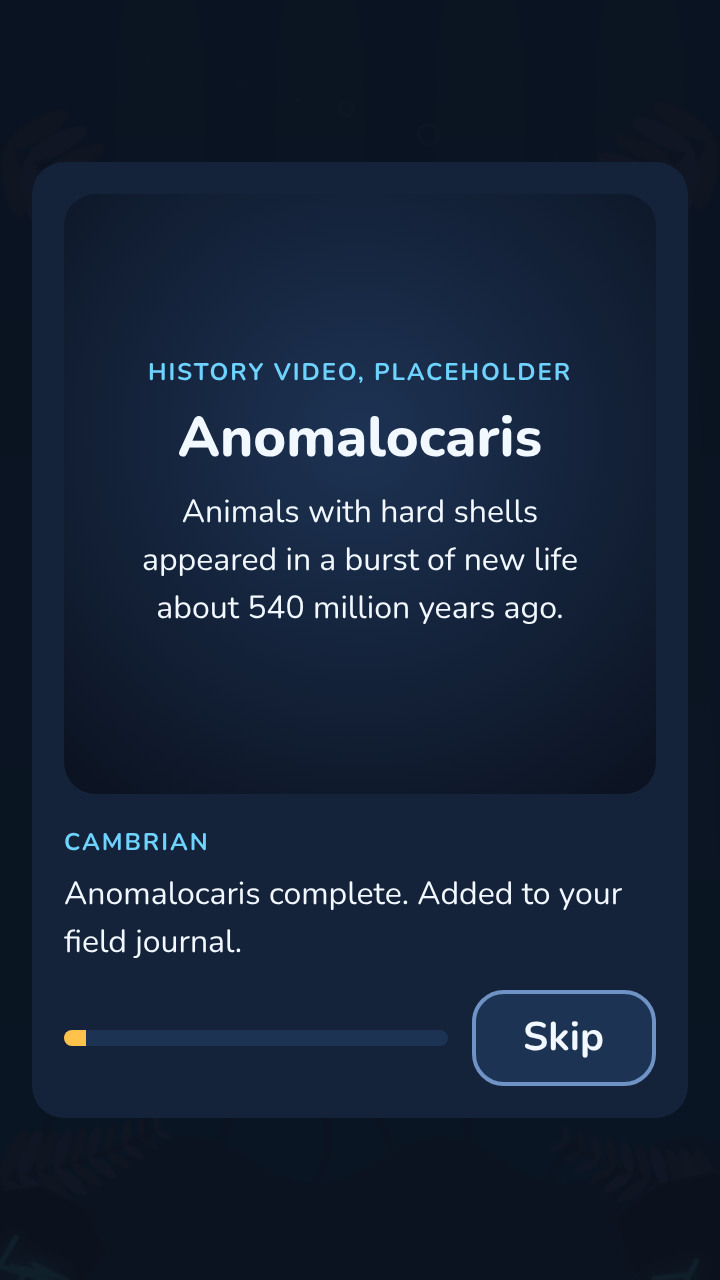 HISTORY VIDEO, PLACEHOLDER
Anomalocaris
Animals with hard shells
appeared in a burst of new life
about 540 million years ago.
CAMBRIAN
Anomalocaris complete. Added to your
field journal.
Skip